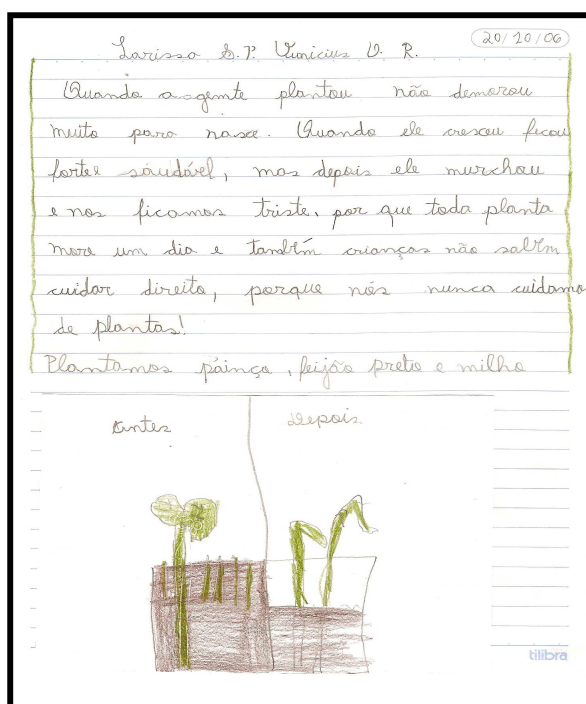 20/10/06
Larissa S. P. Vinicius V. R.
Quando a gente plantou não demorou
muito para nasce. Quando ele cresceu ficou
forte e saudável, mas depois ele murchou
e nos ficamos triste, por que toda planta
more um dia e também crianças não sabem
cuidar direito, porque nós nunca cuidamo
de plantas!
Plantamos painço, feijão preto e milho
Antes
Depois
tilibra